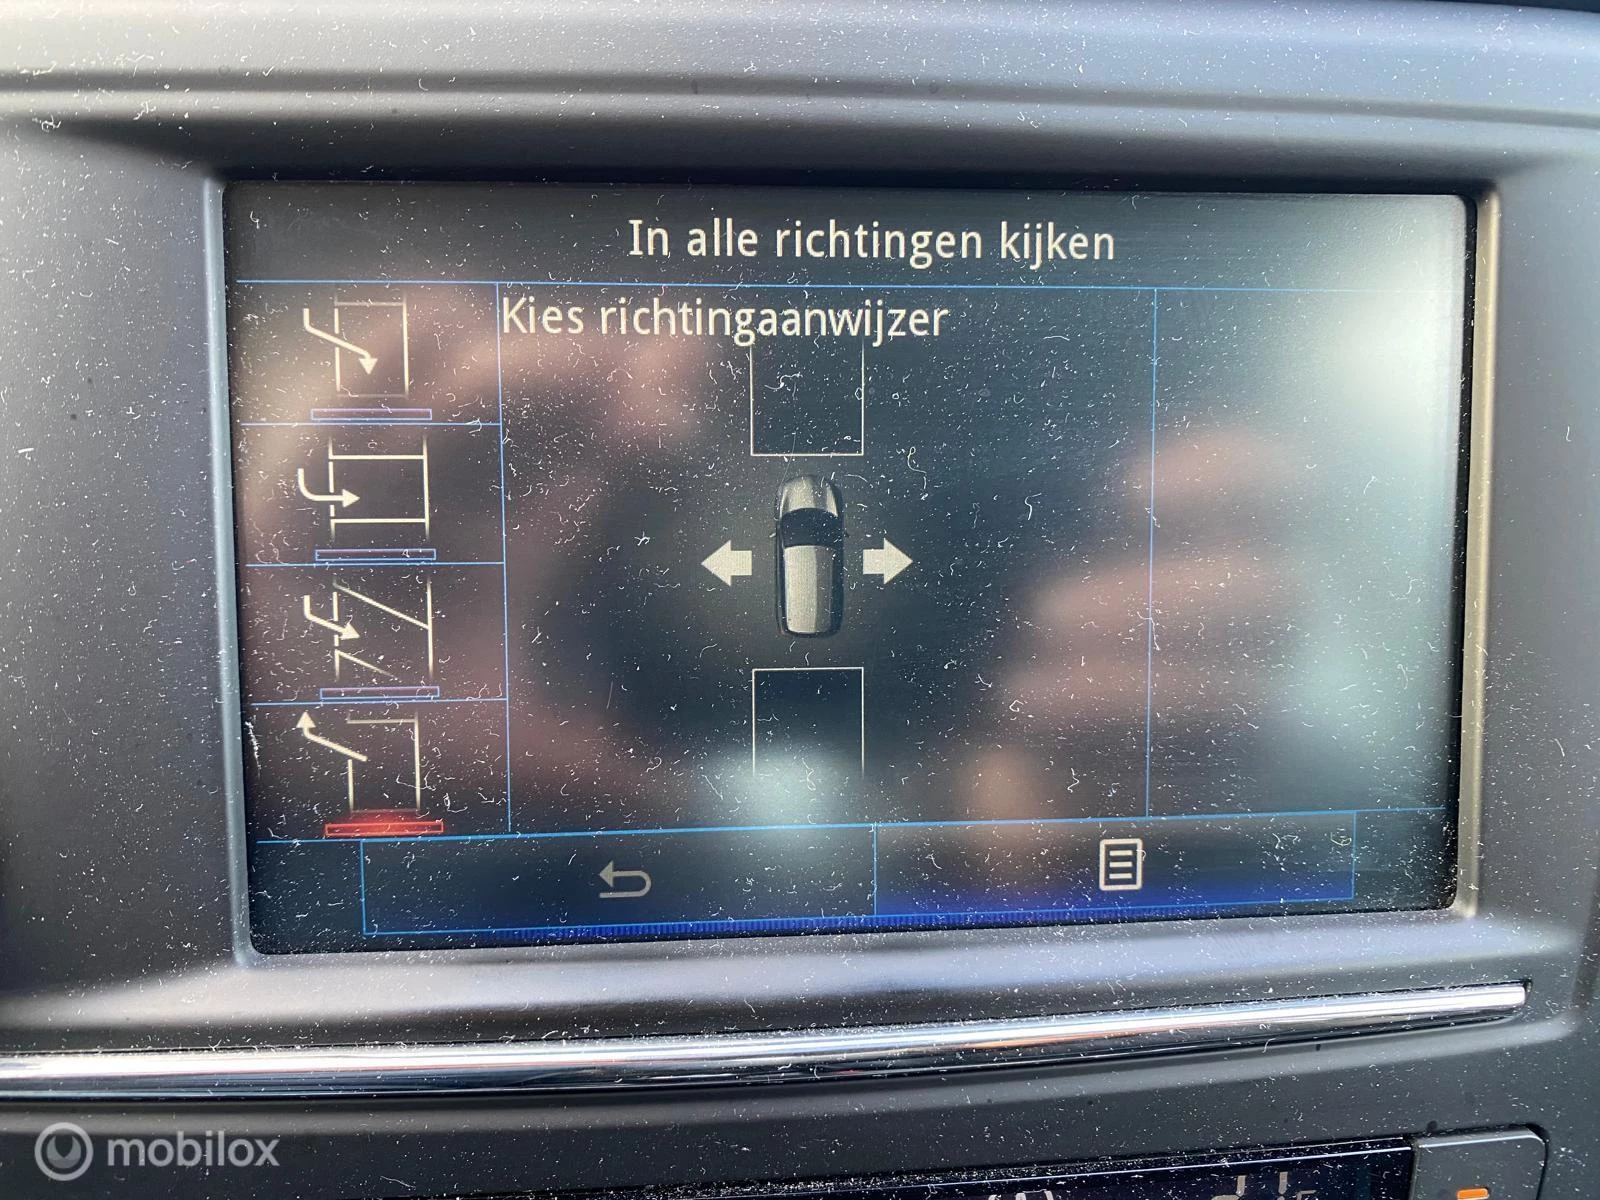 In alle richtingen kijken
Kies richtingaanwijzer
mobilox